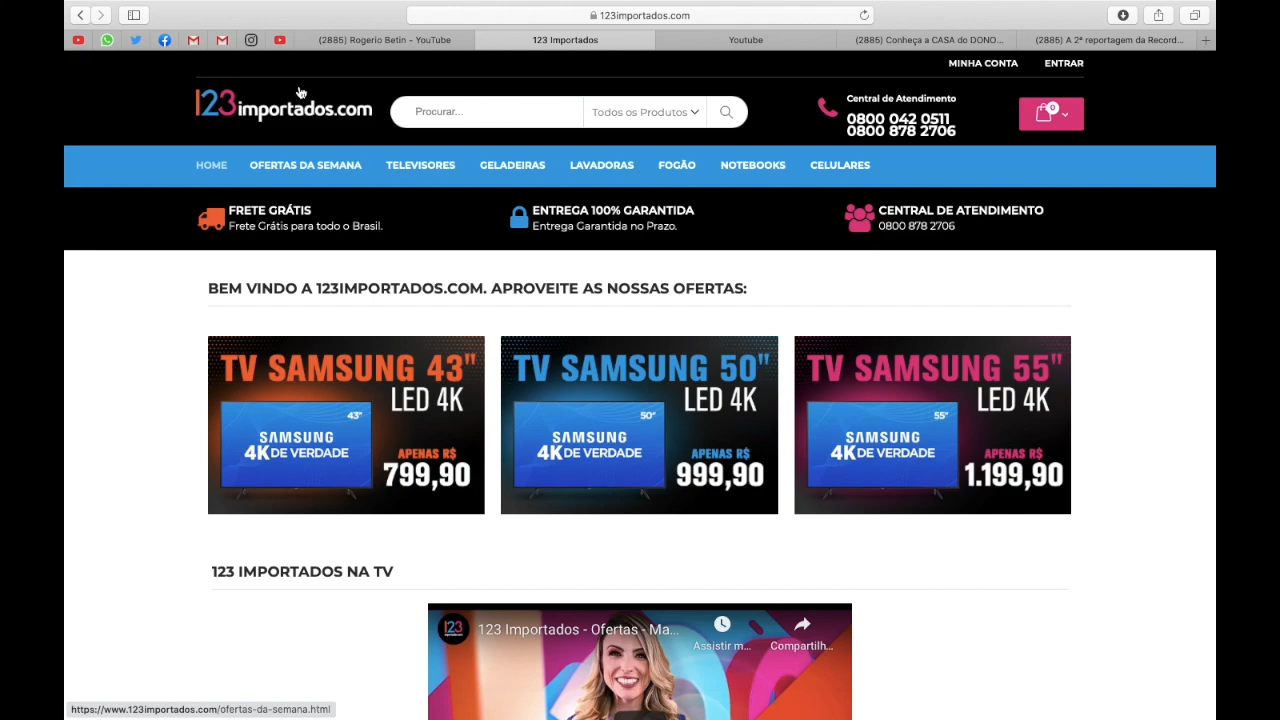 123importados.com
(2885) Rogerio Betin - YouTube
123 Importados
Youtube
(2885) Conheça a CASA do DONO...
(2885) A 2ª reportagem da Record...
MINHA CONTA
ENTRAR
123importados.com
Procurar...
Todos os Produtos
Central de Atendimento
0800 042 0511
0800 878 2706
0
HOME
OFERTAS DA SEMANA
TELEVISORES
GELADEIRAS
LAVADORAS
FOGÃO
NOTEBOOKS
CELULARES
FRETE GRÁTIS
Frete Grátis para todo o Brasil.
ENTREGA 100% GARANTIDA
Entrega Garantida no Prazo.
CENTRAL DE ATENDIMENTO
0800 878 2706
BEM VINDO A 123IMPORTADOS.COM. APROVEITE AS NOSSAS OFERTAS:
TV SAMSUNG 43"
LED 4K
43"
SAMSUNG
4K DE VERDADE
APENAS R$
799,90
TV SAMSUNG 50"
LED 4K
50"
SAMSUNG
4K DE VERDADE
APENAS R$
999,90
TV SAMSUNG 55"
LED 4K
55"
SAMSUNG
4K DE VERDADE
APENAS R$
1.199,90
123 IMPORTADOS NA TV
123
123 Importados - Ofertas - Ma...
Assistir m...
Compartilh...
https://www.123importados.com/ofertas-da-semana.html